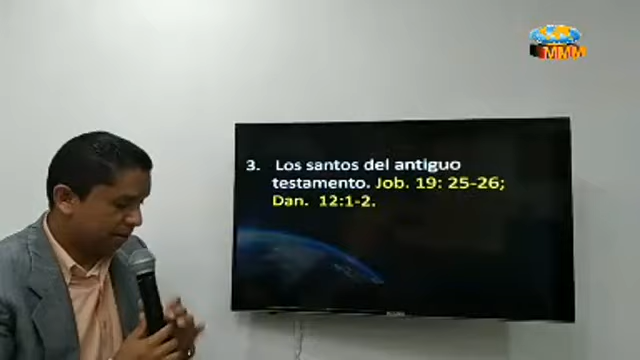 MMM
3. Los santos del antiguo
testamento. Job. 19: 25-26;
Dan. 12:1-2.